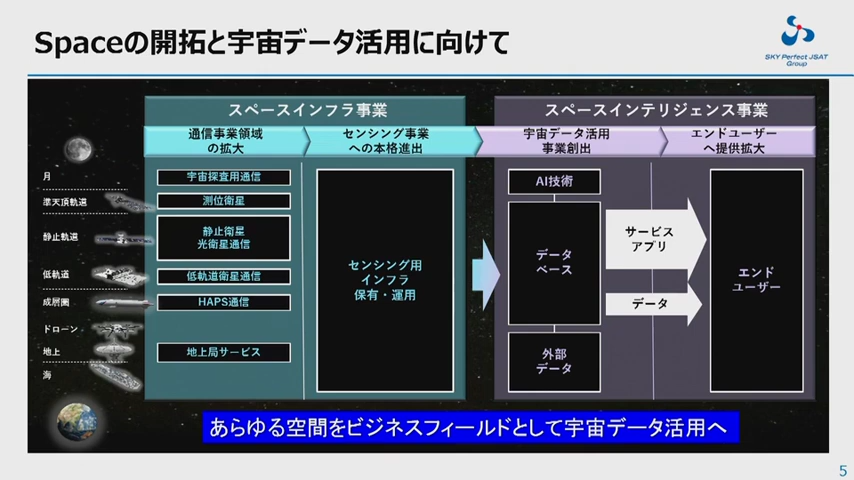 Spaceの開拓と宇宙データ活用に向けて
SKY Perfect JSAT
Group
スペースインフラ事業
スペースインテリジェンス事業
通信事業領域
の拡大
センシング事業
への本格進出
宇宙データ活用
事業創出
エンドユーザー
へ提供拡大
月
準天頂軌道
静止軌道
低軌道
成層圏
ドローン
地上
海
宇宙探査用通信
測位衛星
静止衛星
光衛星通信
低軌道衛星通信
HAPS通信
地上局サービス
センシング用
インフラ
保有・運用
AI技術
データ
ベース
外部
データ
サービス
アプリ
データ
エンド
ユーザー
あらゆる空間をビジネスフィールドとして宇宙データ活用へ
5